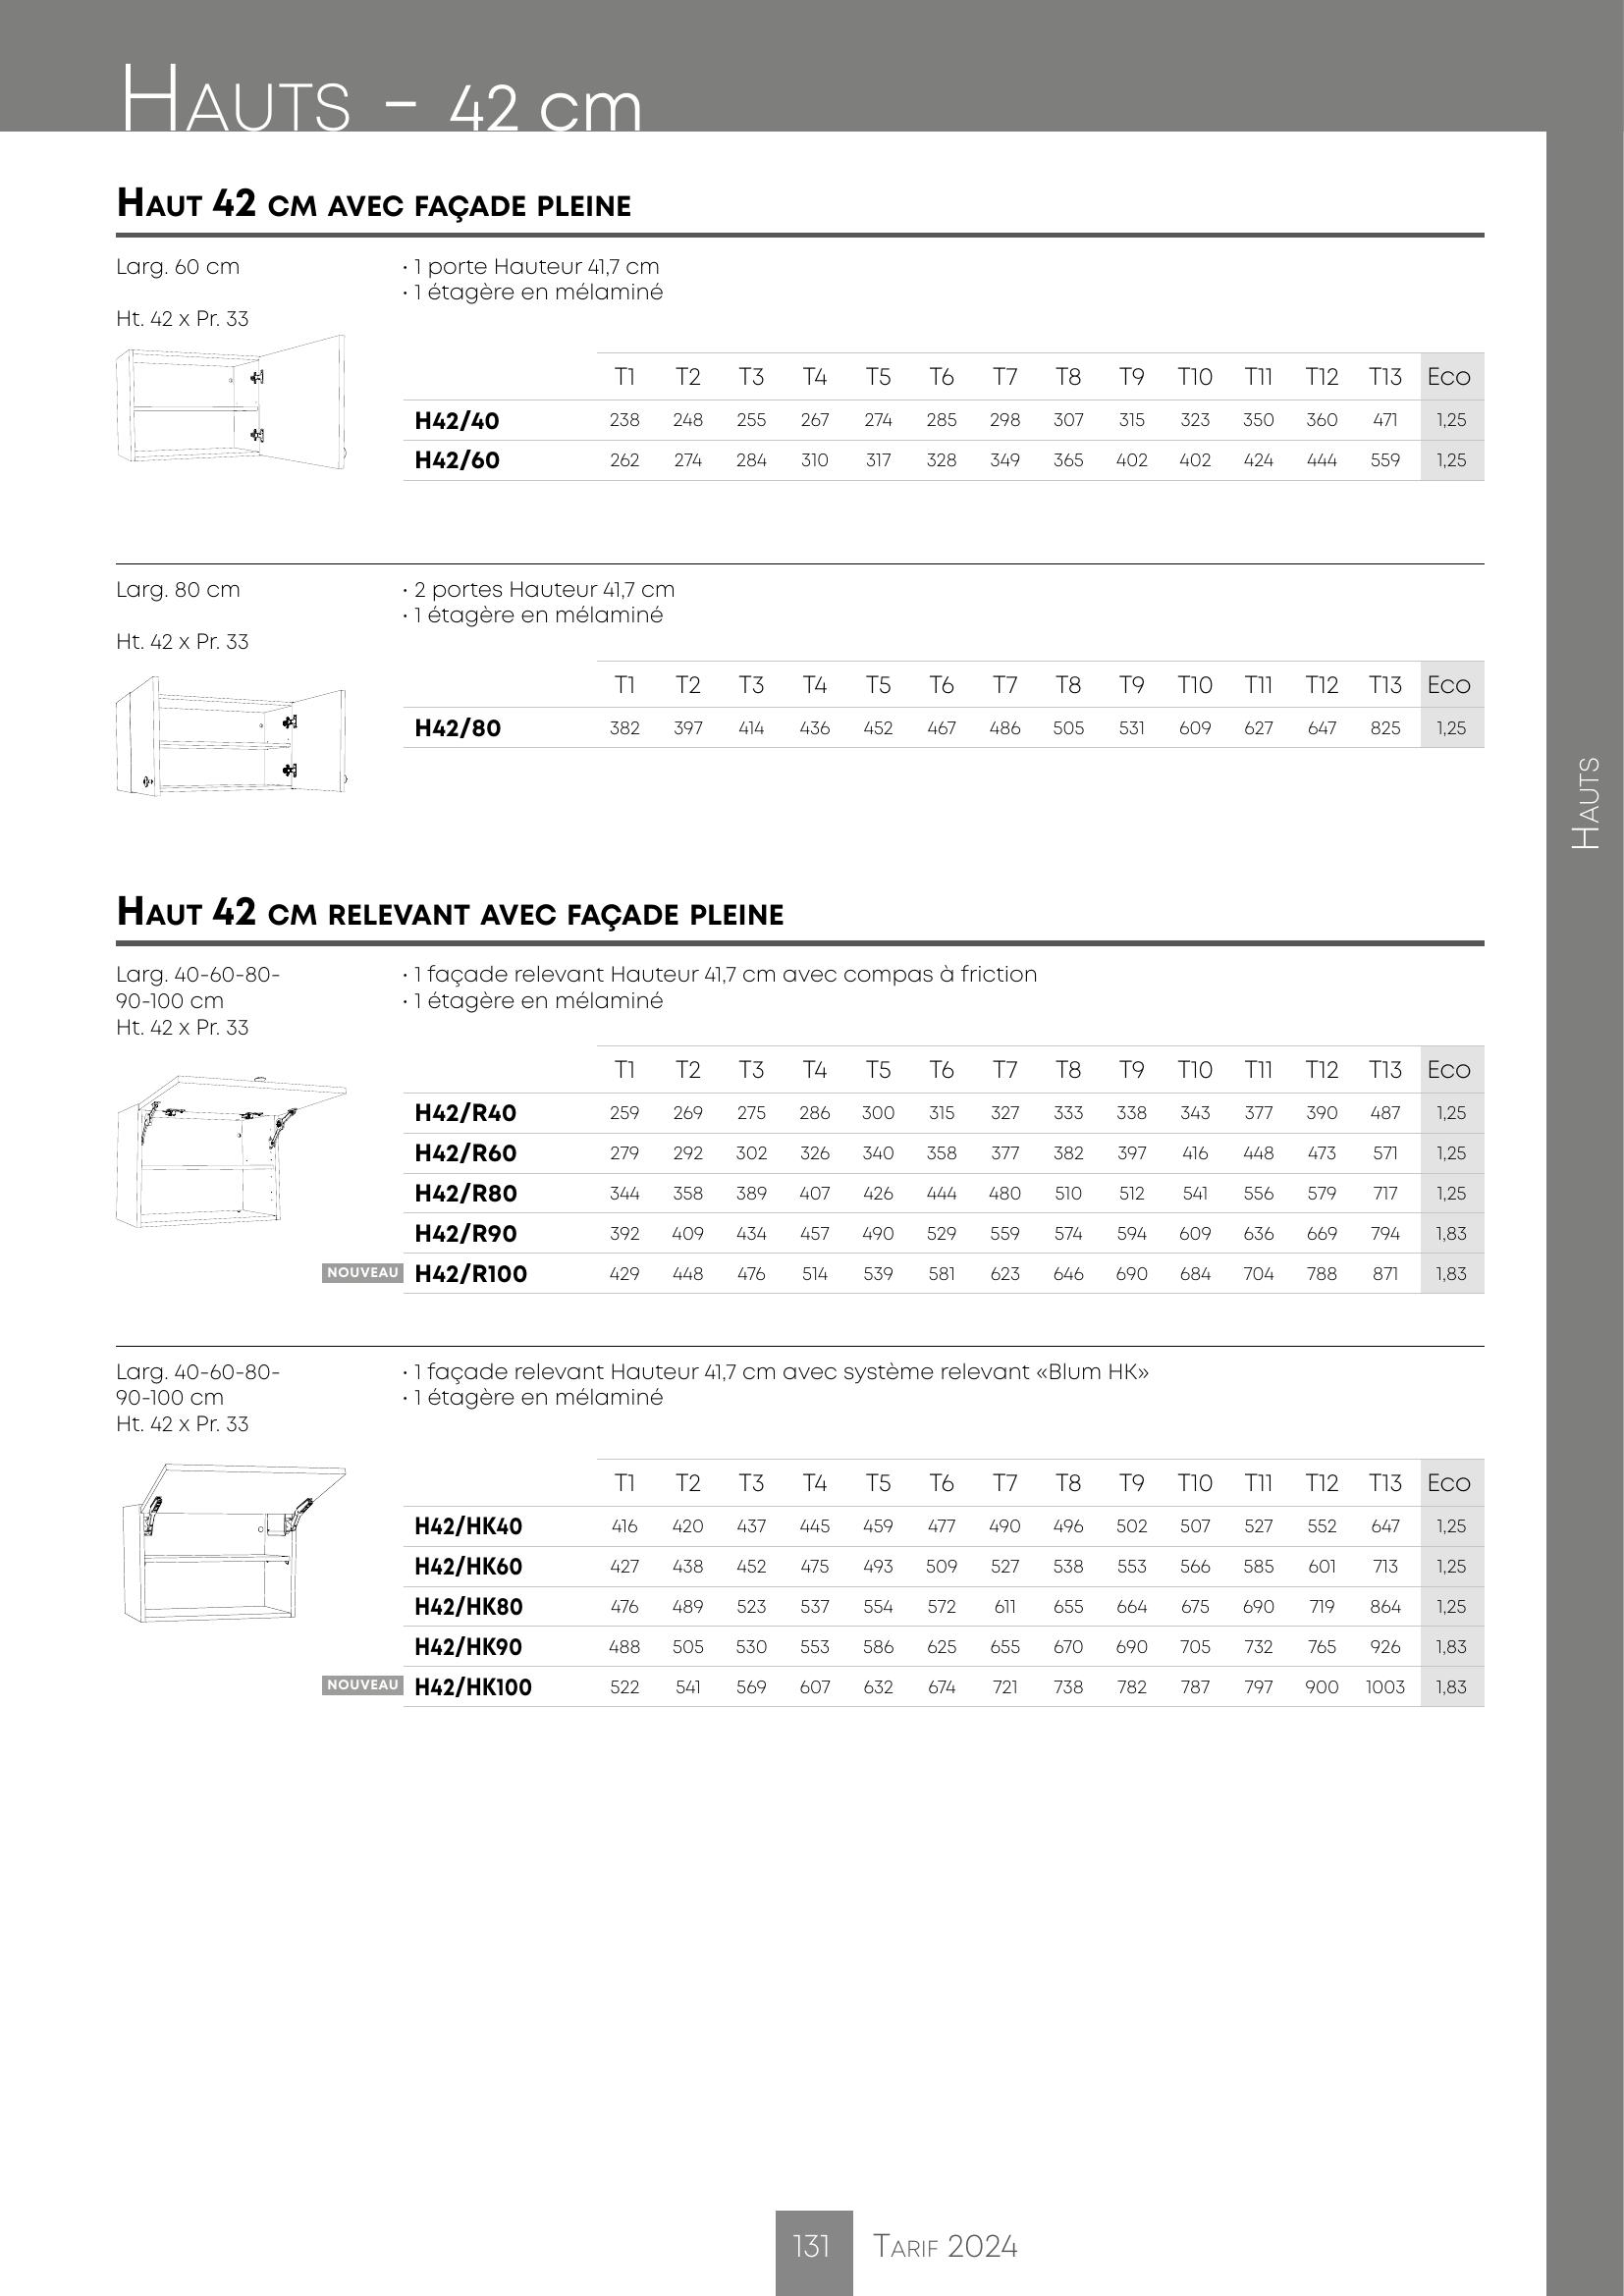 Hauts - 42 cm
Haut 42 cm avec façade pleine
Larg. 60 cm
Ht. 42 x Pr. 33
· 1 porte Hauteur 41,7 cm
· 1 étagère en mélaminé
T1 T2 T3 T4 T5 T6 T7 T8 T9 T10 T11 T12 T13 Eco
H42/40 238 248 255 267 274 285 298 307 315 323 350 360 471 1,25
H42/60 262 274 284 310 317 328 349 365 402 402 424 444 559 1,25
Larg. 80 cm
Ht. 42 x Pr. 33
· 2 portes Hauteur 41,7 cm
· 1 étagère en mélaminé
T1 T2 T3 T4 T5 T6 T7 T8 T9 T10 T11 T12 T13 Eco
H42/80 382 397 414 436 452 467 486 505 531 609 627 647 825 1,25
Haut 42 cm relevant avec façade pleine
Larg. 40-60-80-
90-100 cm
Ht. 42 x Pr. 33
· 1 façade relevant Hauteur 41,7 cm avec compas à friction
· 1 étagère en mélaminé
T1 T2 T3 T4 T5 T6 T7 T8 T9 T10 T11 T12 T13 Eco
H42/R40 259 269 275 286 300 315 327 333 338 343 377 390 487 1,25
H42/R60 279 292 302 326 340 358 377 382 397 416 448 473 571 1,25
H42/R80 344 358 389 407 426 444 480 510 512 541 556 579 717 1,25
H42/R90 392 409 434 457 490 529 559 574 594 609 636 669 794 1,83
NOUVEAU H42/R100 429 448 476 514 539 581 623 646 690 684 704 788 871 1,83
Larg. 40-60-80-
90-100 cm
Ht. 42 x Pr. 33
· 1 façade relevant Hauteur 41,7 cm avec système relevant «Blum HK»
· 1 étagère en mélaminé
T1 T2 T3 T4 T5 T6 T7 T8 T9 T10 T11 T12 T13 Eco
H42/HK40 416 420 437 445 459 477 490 496 502 507 527 552 647 1,25
H42/HK60 427 438 452 475 493 509 527 538 553 566 585 601 713 1,25
H42/HK80 476 489 523 537 554 572 611 655 664 675 690 719 864 1,25
H42/HK90 488 505 530 553 586 625 655 670 690 705 732 765 926 1,83
NOUVEAU H42/HK100 522 541 569 607 632 674 721 738 782 787 797 900 1003 1,83
Hauts
131 Tarif 2024